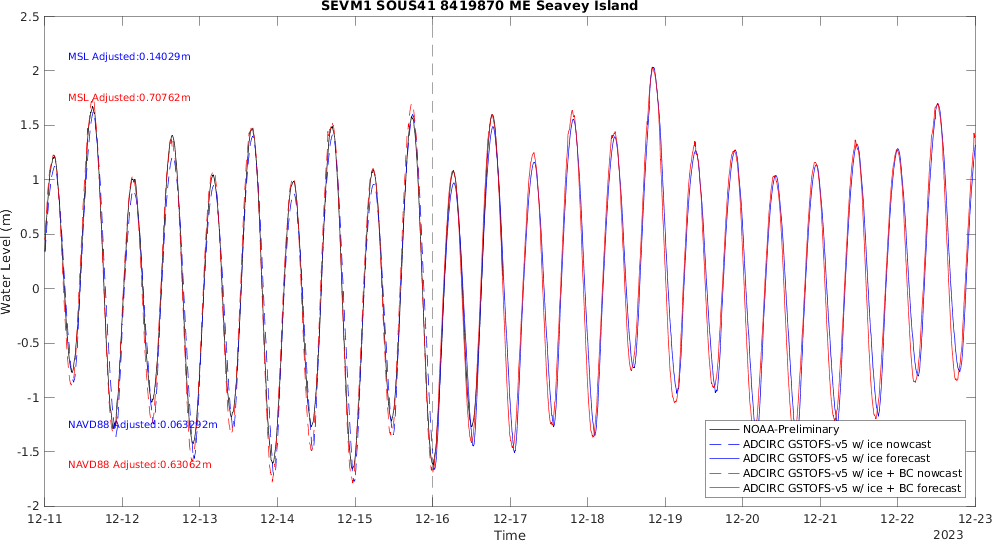 SEVM1 SOUS41 8419870 ME Seavey Island
2.5
2
1.5
1
0.5
0
-0.5
-1
-1.5
-2
Water Level (m)
MSL Adjusted:0.14029m
MSL Adjusted:0.70762m
NAVD88 Adjusted:0.063292m
NAVD88 Adjusted:0.63062m
NOAA-Preliminary
ADCIRC GSTOFS-v5 w/ ice nowcast
ADCIRC GSTOFS-v5 w/ ice forecast
ADCIRC GSTOFS-v5 w/ ice + BC nowcast
ADCIRC GSTOFS-v5 w/ ice + BC forecast
12-11 12-12 12-13 12-14 12-15 12-16 12-17 12-18 12-19 12-20 12-21 12-22 12-23
Time
2023